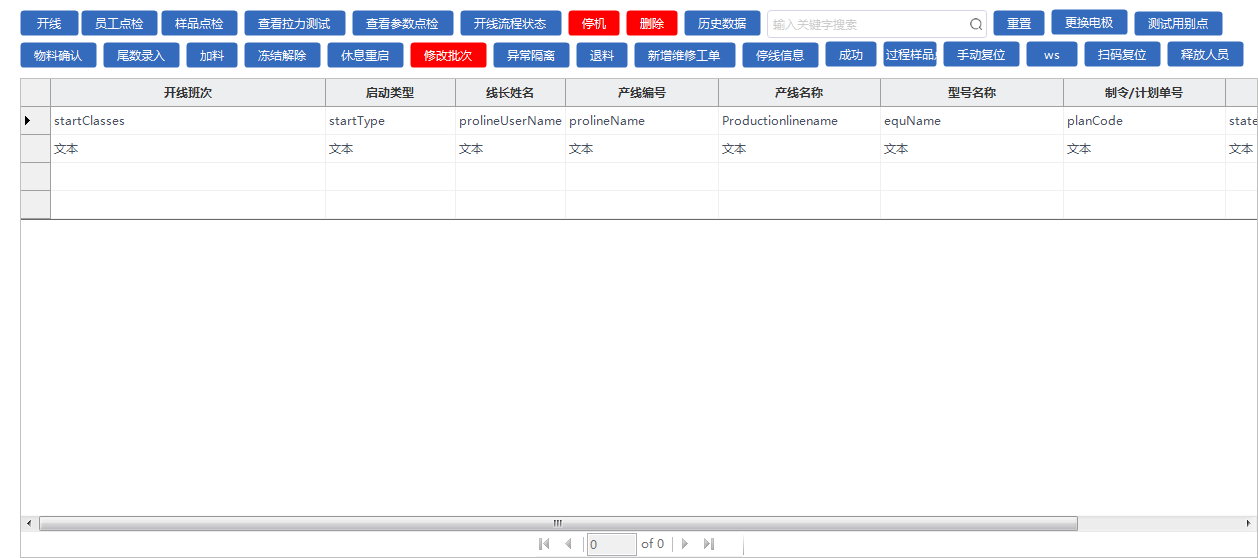 开线 员工点检 样品点检 查看拉力测试 查看参数点检 开线流程状态 停机 删除 历史数据 输入关键字搜索 重置 更换电极 测试用别点
物料确认 尾数录入 加料 冻结解除 休息重启 修改批次 异常隔离 退料 新增维修工单 停线信息 成功 过程样品 手动复位 ws 扫码复位 释放人员
开线班次 启动类型 线长姓名 产线编号 产线名称 型号名称 制令/计划单号
startClasses startType prolineUserName prolineName Productionlinename equName planCode state
文本 文本 文本 文本 文本 文本 文本 文本
0 of 0